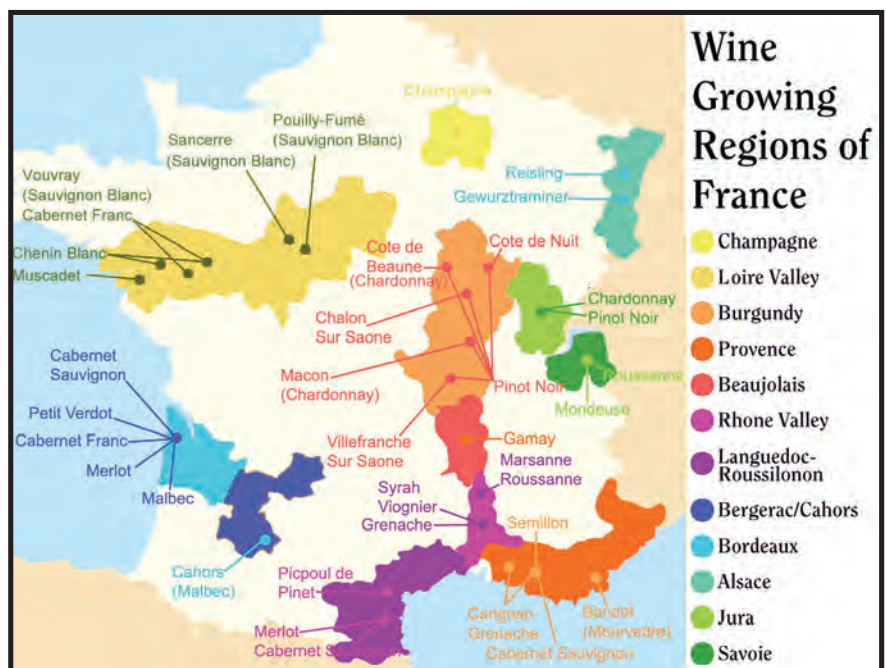 Wine
Growing
Regions of
France
Champagne
Loire Valley
Burgundy
Provence
Beaujolais
Rhone Valley
Languedoc-
Roussilonon
Bergerac/Cahors
Bordeaux
Alsace
Jura
Savoie
Champagne
Pouilly-Fumé
(Sauvignon Blanc)
Sancerre
(Sauvignon Blanc)
Vouvray
(Sauvignon Blanc)
Cabernet Franc
Chenin Blanc
Muscadet
Reisling
Gewurztraminer
Cote de
Beaune
(Chardonnay)
Cote de Nuit
Chalon
Sur Saone
Macon
(Chardonnay)
Pinot Noir
Villefranche
Sur Saone
Chardonnay
Pinot Noir
Roussenne
Mondeuse
Cabernet
Sauvignon
Petit Verdot
Cabernet Franc
Merlot
Malbec
Gamay
Marsanne
Roussanne
Syrah
Viognier
Grenache
Cahors
(Malbec)
Picpoul de
Pinet
Merlot
Cabernet
Semillon
Carignan
Grenache
Cabernet Sauvignon
Bandol
(Mourvedre)